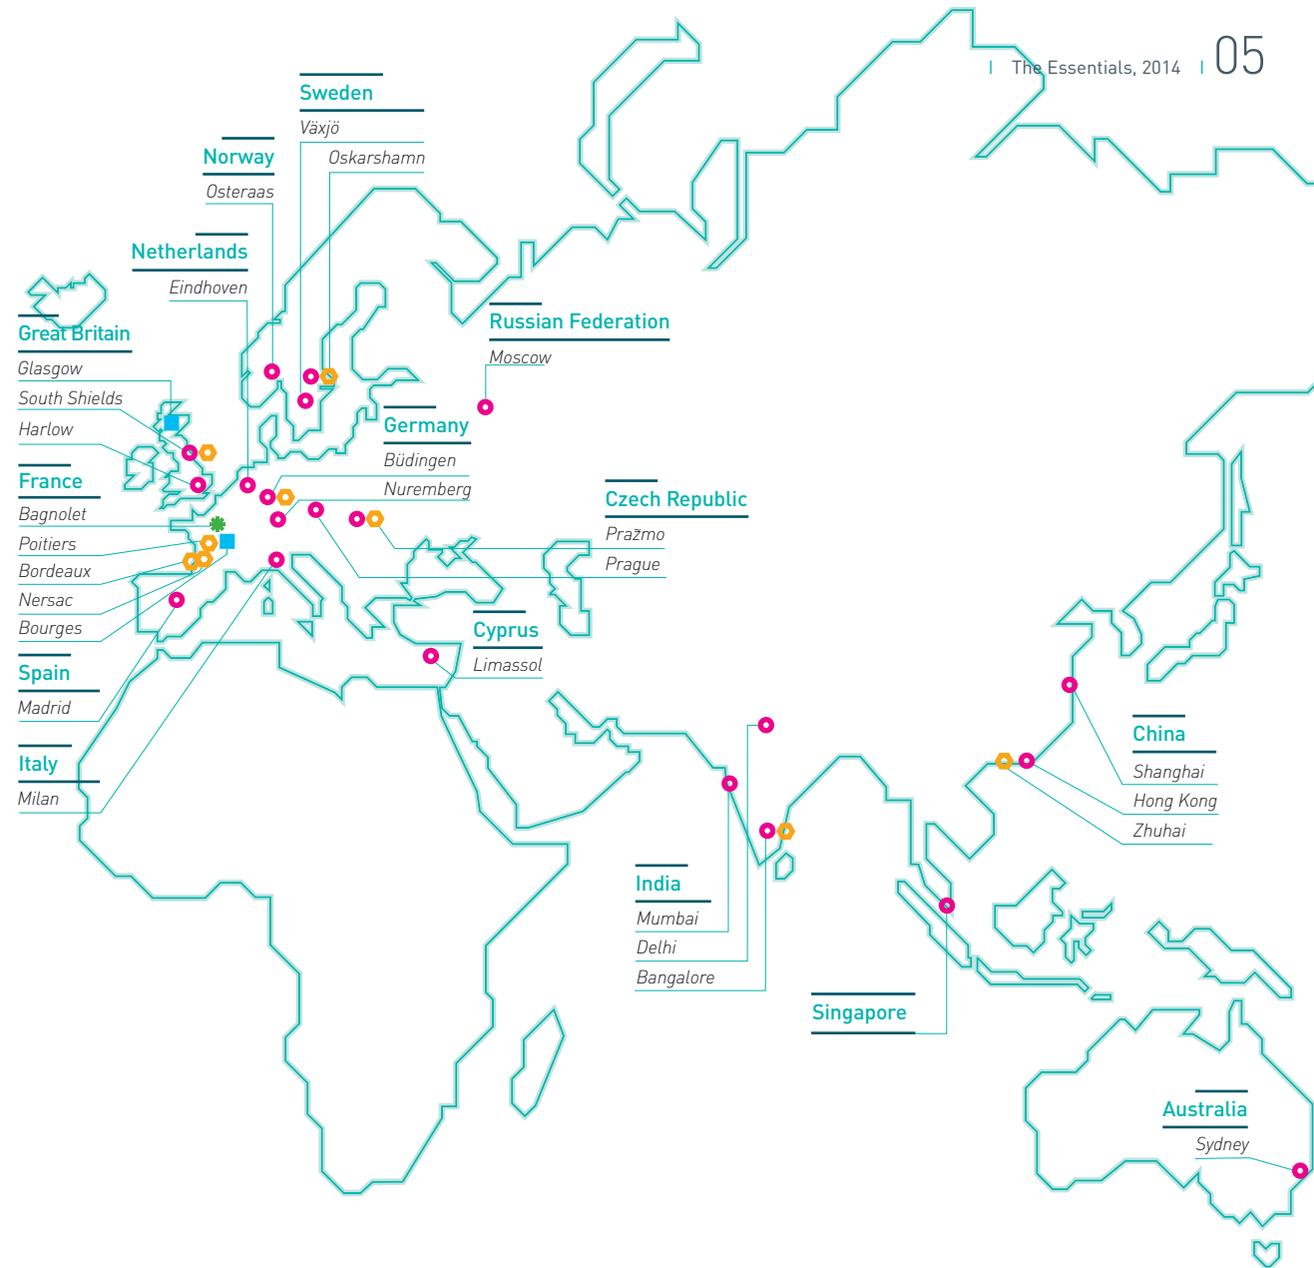 The Essentials, 2014
05
Sweden
Växjö
Oskarshamn
Norway
Osteraas
Netherlands
Eindhoven
Great Britain
Glasgow
South Shields
Harlow
France
Bagnolet
Poitiers
Bordeaux
Nersac
Bourges
Spain
Madrid
Italy
Milan
Russian Federation
Moscow
Germany
Büdingen
Nuremberg
Czech Republic
Pražmo
Prague
Cyprus
Limassol
India
Mumbai
Delhi
Bangalore
Singapore
China
Shanghai
Hong Kong
Zhuhai
Australia
Sydney